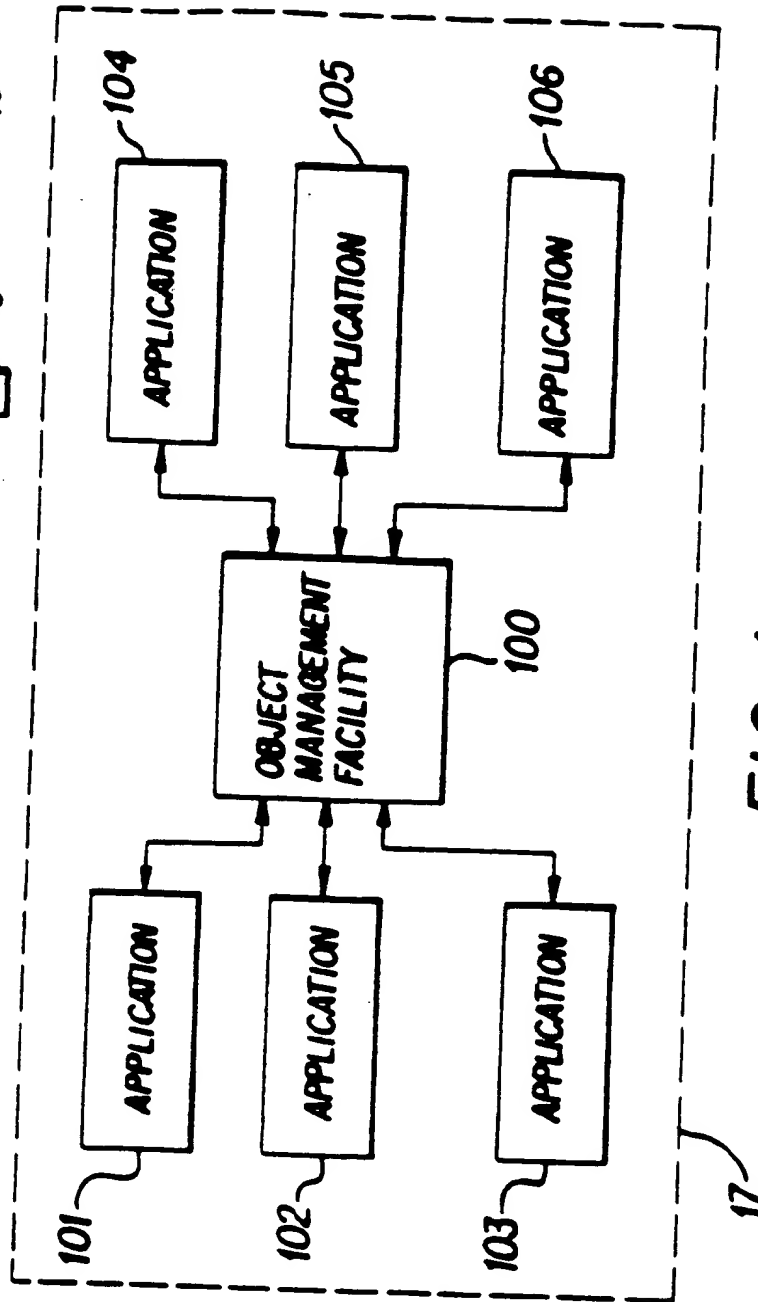 104
APPLICATION
105
APPLICATION
106
APPLICATION
OBJECT
MANAGEMENT
FACILITY
100
101
APPLICATION
102
APPLICATION
103
APPLICATION
17